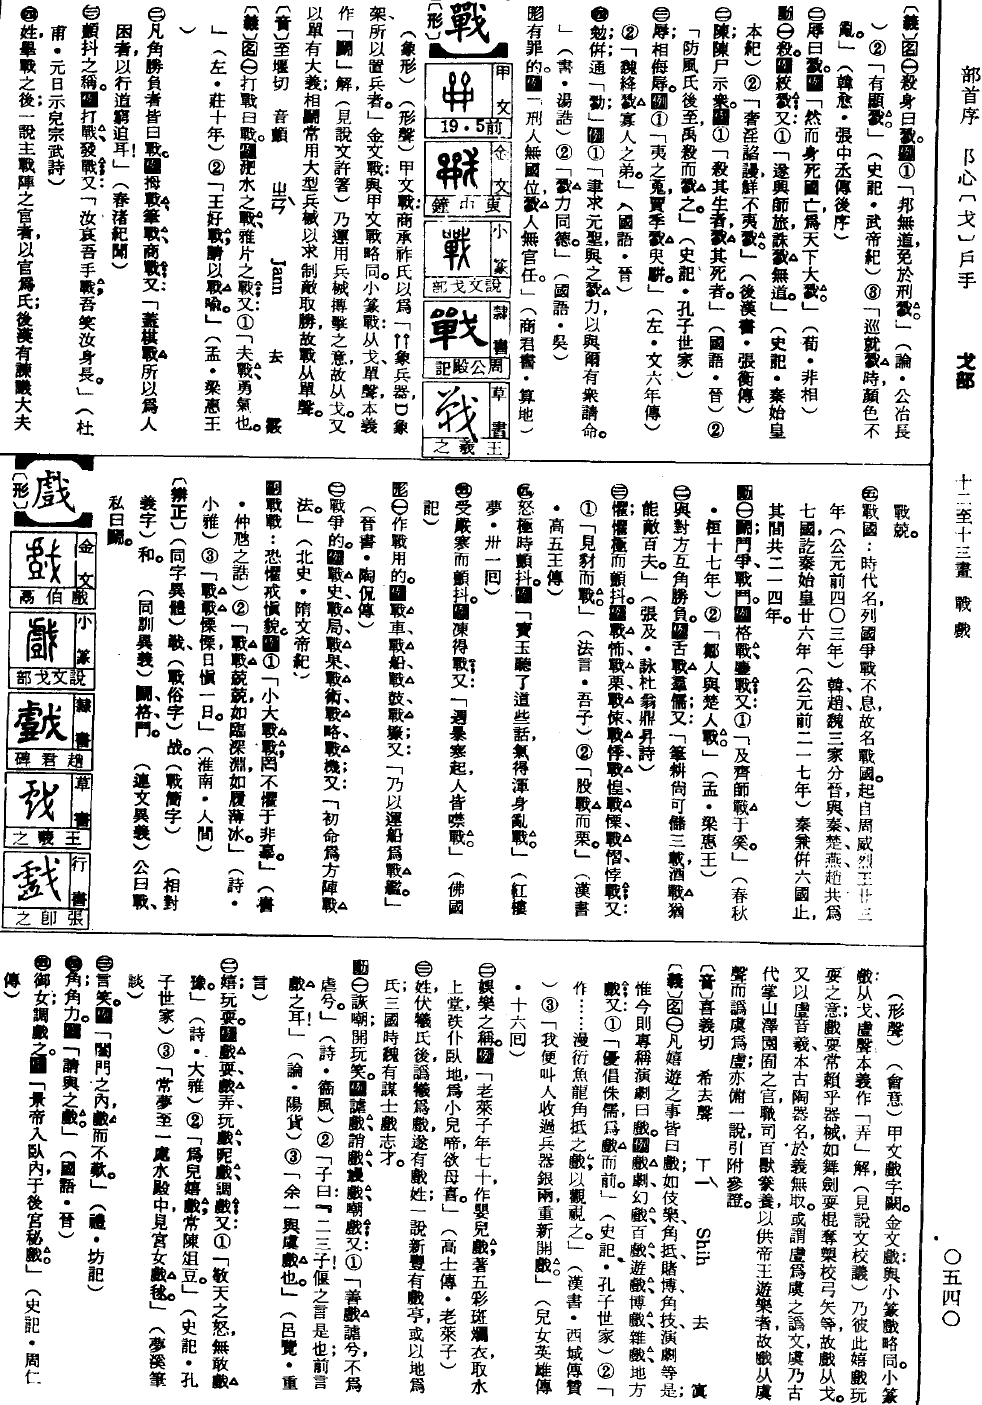 部首序 阝心〔戈〕戶手 戈部 十二至十三畫 戰戲 〇五四〇
〔義〕名㊀殺身曰戮。例①「邦無道，免於刑戮。」（論・公冶長
）②「有顯戮。」（史記・武帝紀）③「巡就戮時，顏色不
亂。」（韓愈・張中丞傳後序）
㊁辱曰戮。例「然而身死國亡，爲天下大戮。」（荀・非相）
動㊀殺。例絞戮；又①「遂興師旅，誅戮無道。」（史記・秦始皇
本紀）②「奢淫諂謾，鮮不夷戮。」（後漢書・張衡傳）
㊁陳，陳尸示衆。例①「殺其生者，戮其死者。」（國語・晉）②
「防風氏後至，禹殺而戮之。」（史記・孔子世家）
㊂辱，相侮辱。例①「夷之蒐，賈季戮臾駢。」（左・文六年傳）
②「魏絳戮寡人之弟。」（國語・晉）
㊃勉，併；通「勠」。例①「聿求元聖，與之戮力，以與爾有衆請命。
」（書・湯誥）②「戮力同德。」（國語・吳）
形有罪的。例「刑人無國位，戮人無官任。」（商君書・算地）
戰
〔形〕
甲文 前5・19
金文 東市鐘
小篆 說文戈部
隸書 周公殿記
草書 王羲之
（象形）（形聲）甲文戰，商承祚氏以爲「象兵器，象
架，所以置兵者。」金文戰與甲文戰略同。小篆戰从戈，單聲，本義
作「鬬」解（見說文許箸）乃運用兵械搏擊之意，故从戈。又
以單有大義，相鬬常用大型兵械以求制敵取勝，故戰从單聲。
〔音〕至堰切 音顫 ㄓㄢˋ Jann 去 霰
〔義〕名㊀打戰曰戰。例淝水之戰、雅片之戰；又①「夫戰，勇氣也。
」（左・莊十年）②「王好戰，請以戰喩。」（孟・梁惠王
）
㊁凡角勝負者皆曰戰。例拇戰、筆戰、商戰；又「蓋棋戰所以爲人
困者，以行道窮迫耳！」（春渚紀聞）
㊂顫抖之稱。例打戰、發戰；又「汝哀吾手戰，吾笑汝身長。」（杜
甫・元日示兒宗武詩）
㊃姓，畢戰之後；一說主戰陣之官者，以官爲氏；後漢有諫議大夫
戰兢。
㊄戰國：時代名，列國爭戰不息，故名戰國。起自周威烈王廿三
年（公元前四〇三年）韓、趙、魏三家分晉，與秦、楚、燕、趙共爲
七國，訖秦始皇廿六年（公元前二一七年）秦兼併六國止，
其間共二一四年。
動㊀鬬；鬥爭；戰鬥。例格戰、鏖戰；又①「及齊師戰于奚。」（春秋
・桓十七年）②「鄒人與楚人戰。」（孟・梁惠王）
㊁與對方互角勝負。例舌戰羣儒；又「筆耕尙可儲三載，酒戰猶
能敵百夫。」（張及・詠杜翁鼎昇詩）
㊂懼，懼極而顫抖。例戰怖、戰栗、戰悚、戰悸、戰惶、戰慄、戰慴、悸戰；又
①「見豺而戰。」（法言・吾子）②「股戰而栗。」（漢書
・高五王傳）
㊃怒極時顫抖。例「寶玉聽了這些話，氣得渾身亂戰。」（紅樓
夢・卅一回）
㊄受嚴寒而顫抖。例凍得戰；又「遇暴寒起，人皆噤戰。」（佛國
記）
形㊀作戰用的。例戰車、戰船、戰鼓、戰旗；又「乃以運船爲戰艦。」
（晉書・陶侃傳）
㊁戰爭的。例戰史、戰局、戰果、戰術、戰略、戰機；又「初命爲方陣戰
法。」（北史・隋文帝紀）
副戰戰：恐懼戒愼貌。例①「小大戰戰，罔不懼于非辜。」（書
・仲虺之誥）②「戰戰兢兢，如臨深淵，如履薄冰。」（詩・
小雅）③「戰戰慄慄，日愼一日。」（淮南・人間）
〔辨正〕（同字異體）戰（戰俗字）战。（戰簡字）（相對
義字）和。（同訓異義）鬬、格、鬥。（連文異義）公曰戰，
私曰鬬。
戲
〔形〕
金文 戲伯鬲
小篆 說文戈部
隸書 趙君碑
草書 王羲之
行書 張卽之
（形聲）（會意）甲文戲字闕。金文戲與小篆戲略同。小篆
戲：从戈，䖒聲，本義作「弄」解，（見說文校議）乃彼此嬉戲玩
耍之意，戲耍常賴乎器械，如舞劍、耍棍、奪槊、校弓矢等，故戲从戈。
又以䖒音羲，本古陶器名，於義無取；或謂䖒爲虞之譌文，虞乃古
代掌山澤園囿之官，職司百獸豢養，以供帝王遊樂者，故戲从虞
聲而譌虞爲䖒，亦備一說，引附參證。
〔音〕喜義切 希去聲 ㄒㄧˋ Shih 去 寘
〔義〕名㊀凡嬉遊之事皆曰戲，如伎樂、角抵、賭博、角技、演劇等是；
惟今則專稱演劇曰戲。例戲劇、幻戲、百戲、遊戲、博戲、雜戲、地方
戲；又①「優倡侏儒爲戲而前。」（史記・孔子世家）②「
作……漫衍魚龍角抵之戲，以觀視之。」（漢書・西域傳贊
）③「我便叫人收過兵器銀兩，重新開戲。」（兒女英雄傳
・十六回）
㊁娛樂之稱。例「老萊子年七十，作嬰兒戲，著五彩斑斕衣，取水
上堂，跌仆臥地，爲小兒啼，欲母喜。」（高士傳・老萊子）
㊂姓，伏犧氏後，譌犧爲戲，遂有戲姓；一說新豐有戲亭，或以地爲
氏；三國時，魏有謀士戲志才。
動㊀詼嘲，開玩笑。例謔戲、誚戲、謾戲、嘲戲；又①「善戲謔兮，不爲
虐兮。」（詩・衞風）②「子曰：『二三子！偃之言是也，前言
戲之耳！」（論・陽貨）③「余一與虞戲也。」（呂覽・重
言）
㊁嬉，玩耍。例戲耍、戲弄、玩戲、昵戲、調戲；又①「敬天之怒，無敢戲
豫。」（詩・大雅）②「爲兒嬉戲，常陳俎豆。」（史記・孔
子世家）③「常夢至一處水殿中，見宮女戲毬。」（夢溪筆
談）
㊂言笑。例「閨門之內，戲而不歎。」（禮・坊記）
㊃角；角力。例「請與之戲。」（國語・晉）
㊄御女；調戲之。例「景帝入臥內，于後宮秘戲。」（史記・周仁
傳）